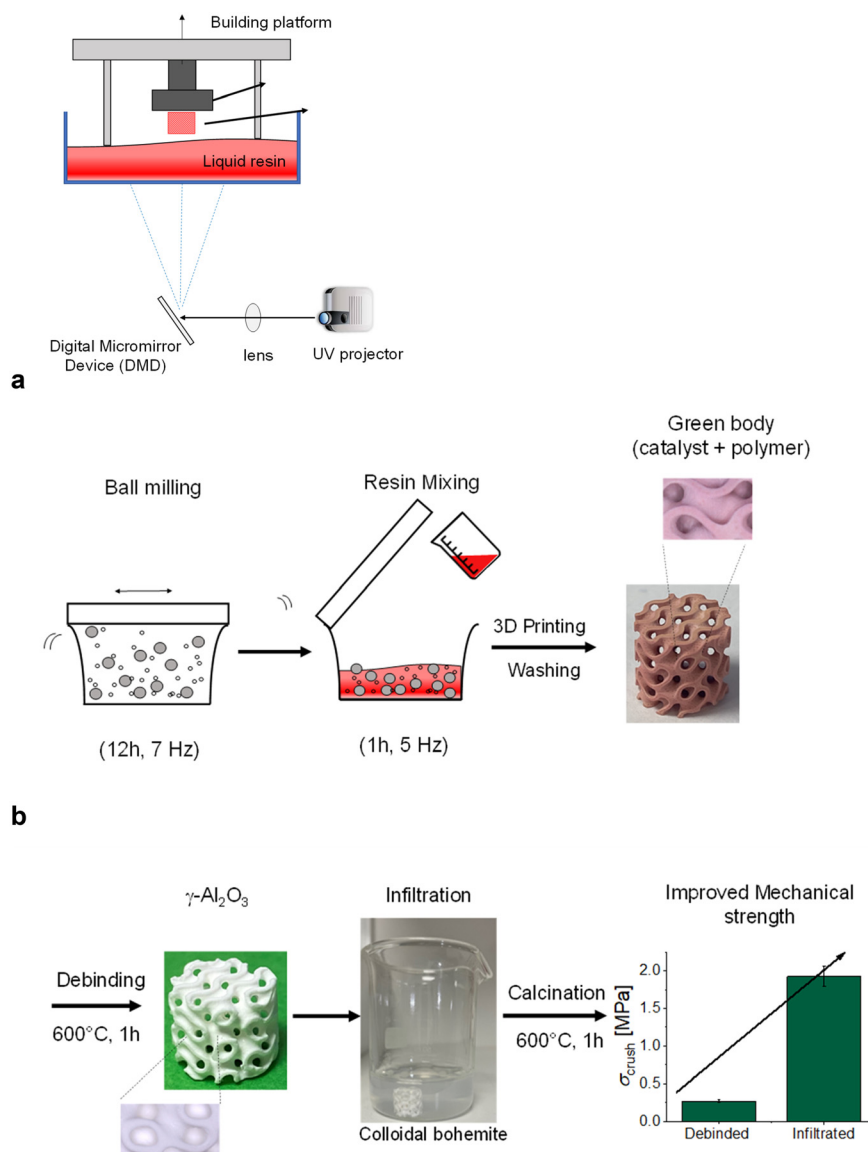 Building platform
Liquid resin
Digital Micromirror
Device (DMD)
lens
UV projector
a
Green body
(catalyst + polymer)
Ball milling
Resin Mixing
3D Printing
Washing
(12h, 7 Hz)
(1h, 5 Hz)
b
γ-Al₂O₃
Infiltration
Improved Mechanical
strength
Debinding
600°C, 1h
Calcination
600°C, 1h
Colloidal bohemite
σcrush [MPa]
2.0
1.5
1.0
0.5
0.0
Debinded
Infiltrated